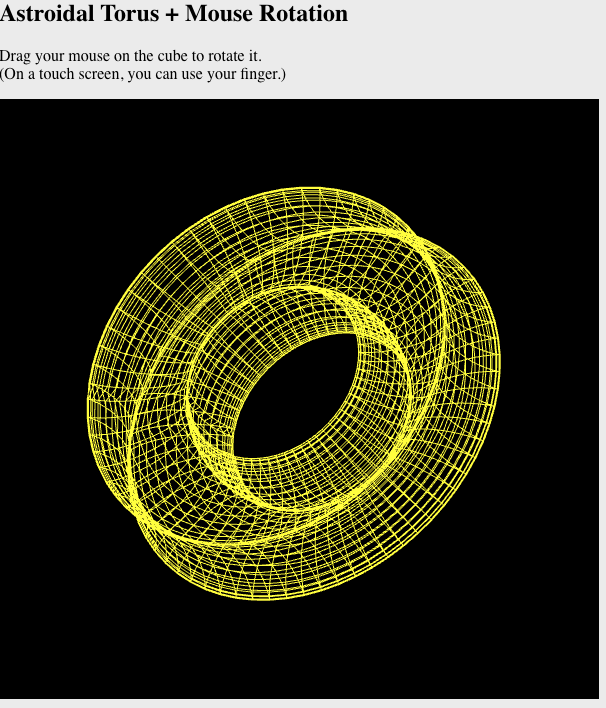 Astroidal Torus + Mouse Rotation
Drag your mouse on the cube to rotate it.
(On a touch screen, you can use your finger.)